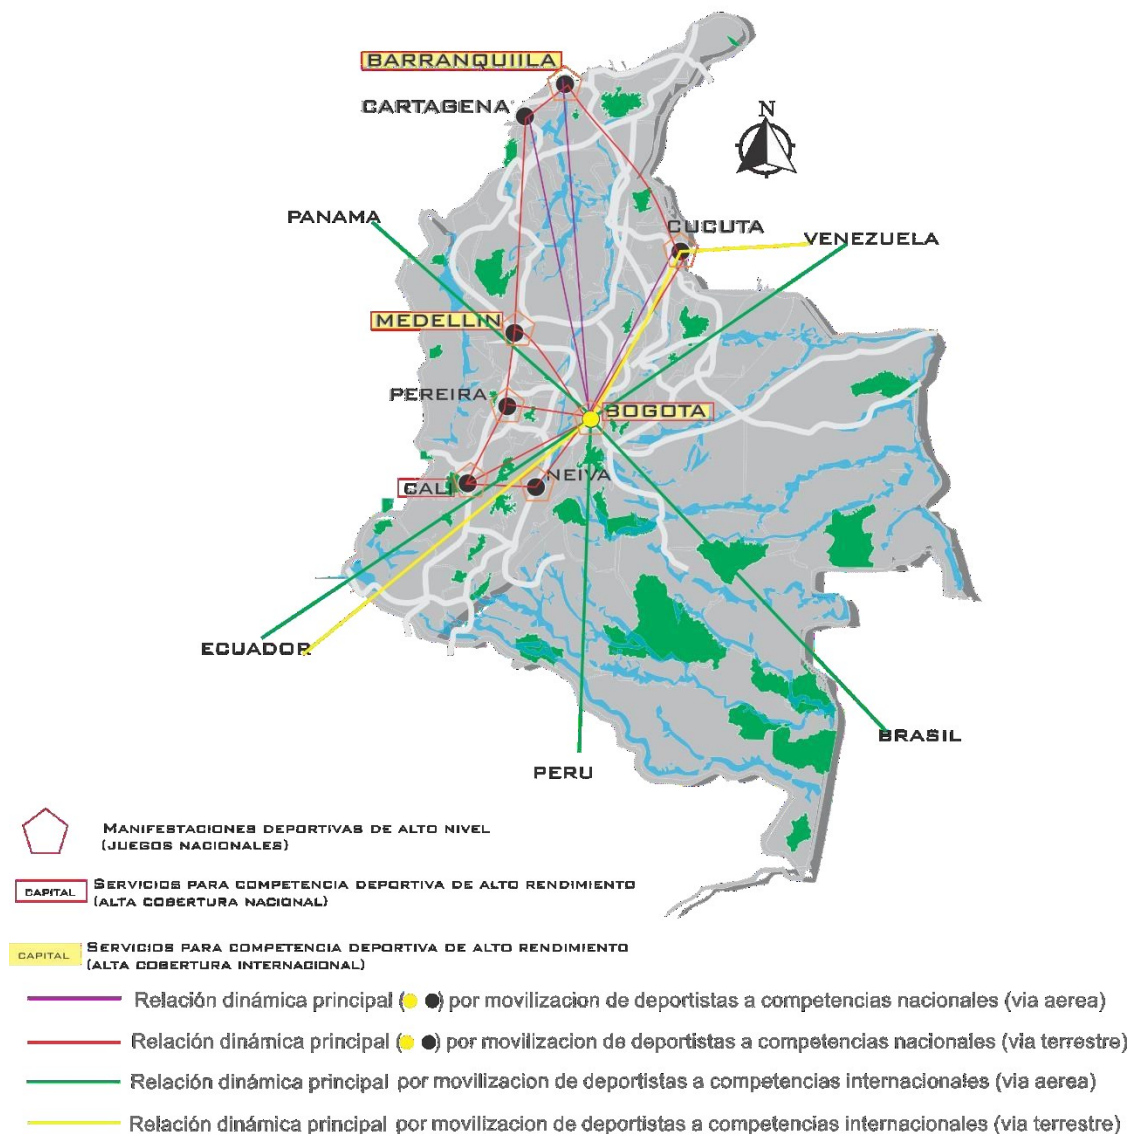 BARRANQUIILA
CARTAGENA
N
PANAMA
CUCUTA
VENEZUELA
MEDELLIN
PEREIRA
BOGOTA
CALI
NEIVA
ECUADOR
BRASIL
PERU
MANIFESTACIONES DEPORTIVAS DE ALTO NIVEL
(JUEGOS NACIONALES)
CAPITAL
SERVICIOS PARA COMPETENCIA DEPORTIVA DE ALTO RENDIMIENTO
(ALTA COBERTURA NACIONAL)
CAPITAL
SERVICIOS PARA COMPETENCIA DEPORTIVA DE ALTO RENDIMIENTO
(ALTA COBERTURA INTERNACIONAL)
Relación dinámica principal ( ) por movilizacion de deportistas a competencias nacionales (via aerea)
Relación dinámica principal ( ) por movilizacion de deportistas a competencias nacionales (via terrestre)
Relación dinámica principal por movilizacion de deportistas a competencias internacionales (via aerea)
Relación dinámica principal por movilizacion de deportistas a competencias internacionales (via terrestre)